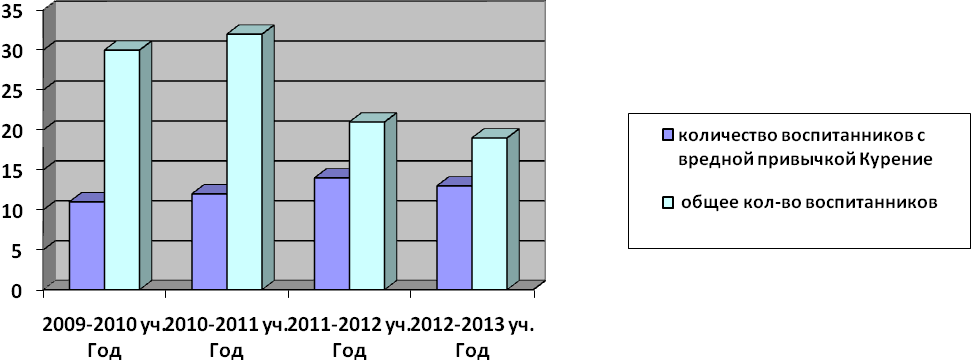 35
30
25
20
15
10
5
0
2009-2010 уч. 2010-2011 уч. 2011-2012 уч. 2012-2013 уч.
Год Год Год Год
количество воспитанников с
вредной привычкой Курение
общее кол-во воспитанников